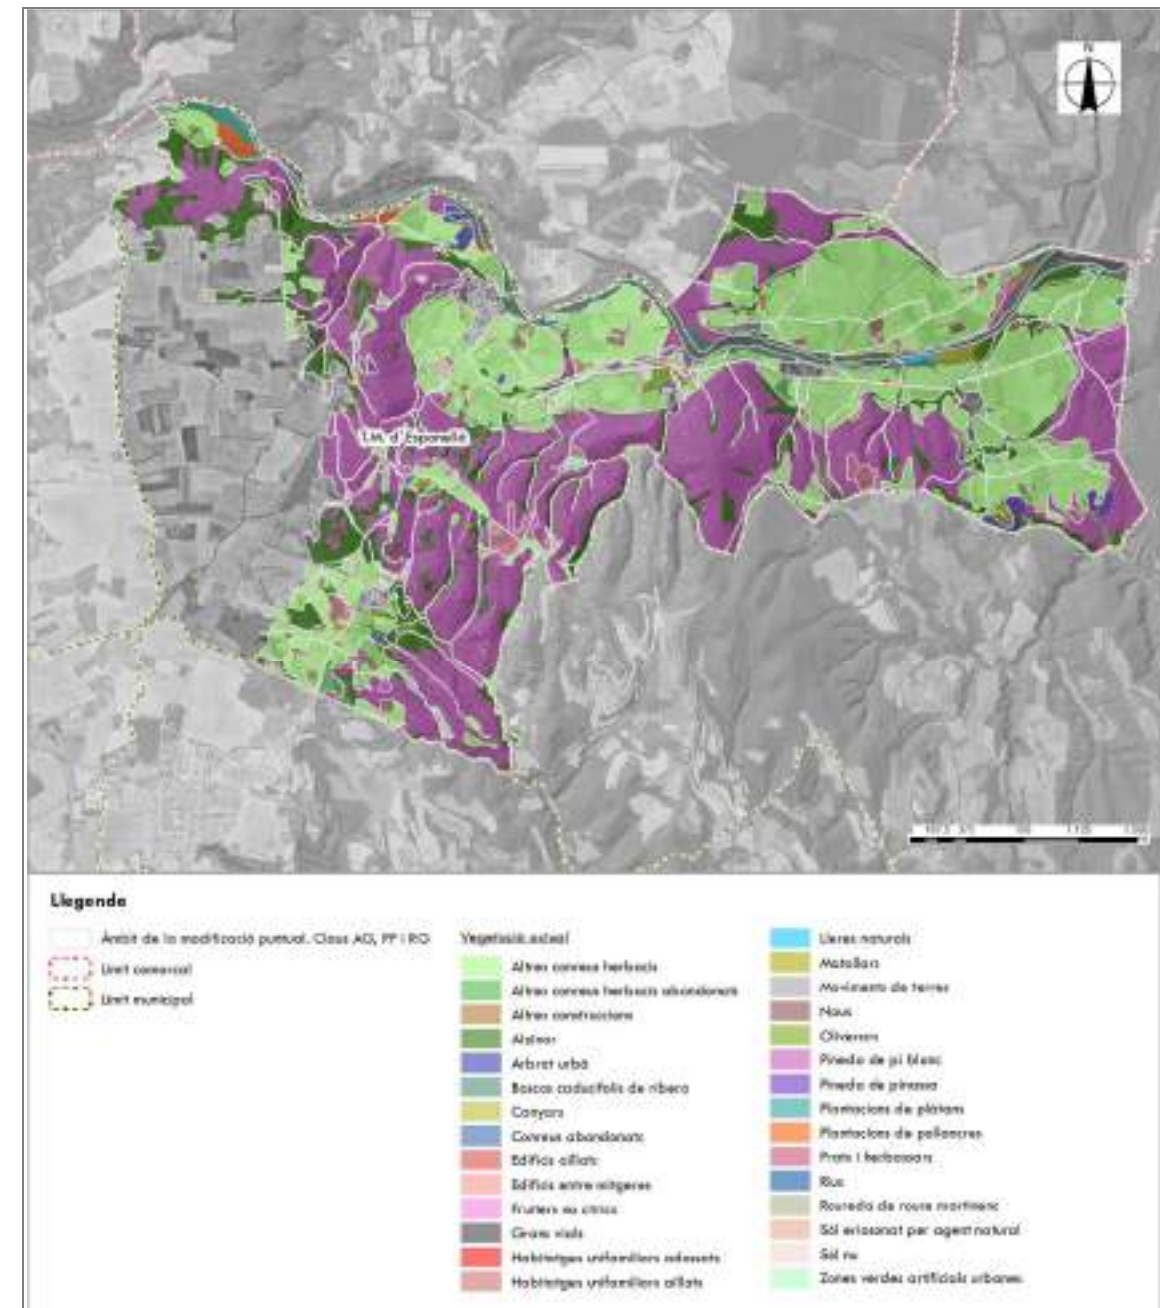 N
T.M. d'Esponellà
Llegenda
Àmbit de la modificació puntual. Claus AG, PP i RG
Límit comarcal
Límit municipal
Vegetació actual
Altres conreus herbacis
Altres conreus herbacis abandonats
Altres construccions
Alzinar
Arbrat urbà
Boscos caducifolis de ribera
Canyars
Conreus abandonats
Edificis aïllats
Edificis entre mitgeres
Fruiters no cítrics
Grans vials
Habitatges unifamiliars adossats
Habitatges unifamiliars aïllats
Lleres naturals
Matollars
Moviments de terres
Naus
Oliverars
Pineda de pi blanc
Pineda de pinassa
Plantacions de plàtans
Plantacions de pollancres
Prats i herbassars
Rius
Roureda de roure martinenc
Sòl erosionat per agent natural
Sòl nu
Zones verdes artificials urbanes